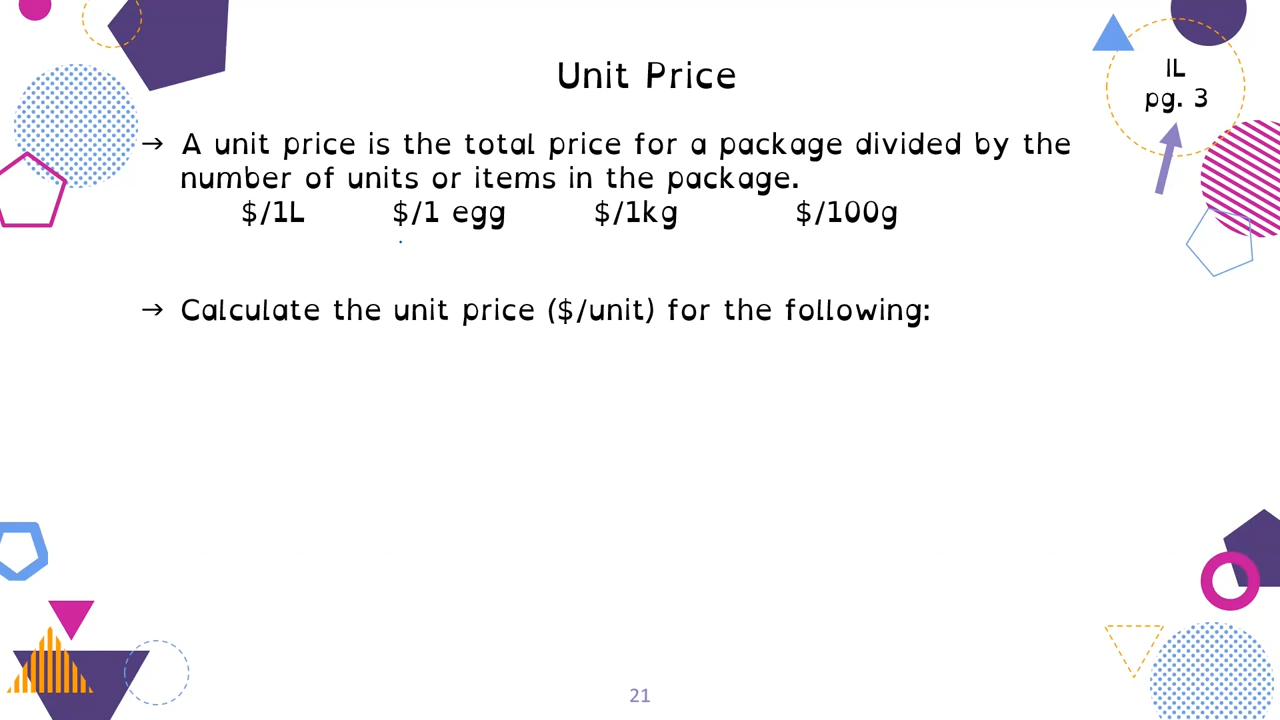 Unit Price
IL
pg. 3
→ A unit price is the total price for a package divided by the
number of units or items in the package.
$/1L $/1 egg $/1kg $/100g
→ Calculate the unit price ($/unit) for the following:
21